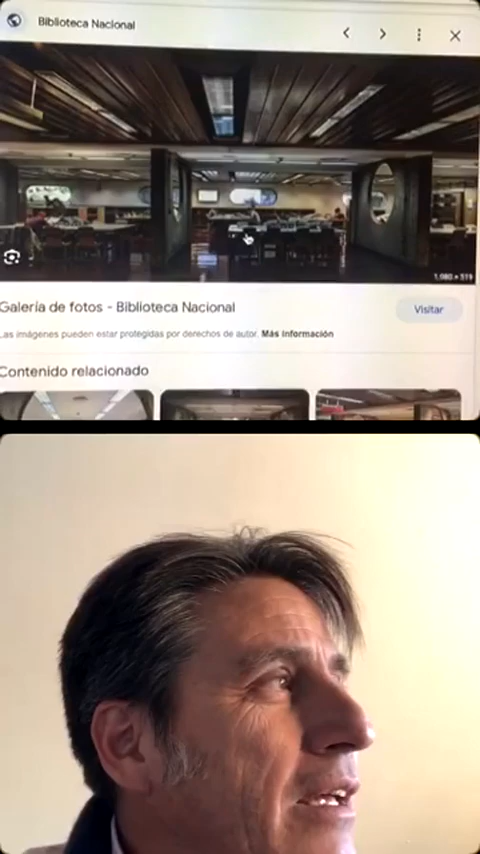 Biblioteca Nacional
1,980 × 519
Galería de fotos - Biblioteca Nacional
Visitar
Las imágenes pueden estar protegidas por derechos de autor. Más información
Contenido relacionado